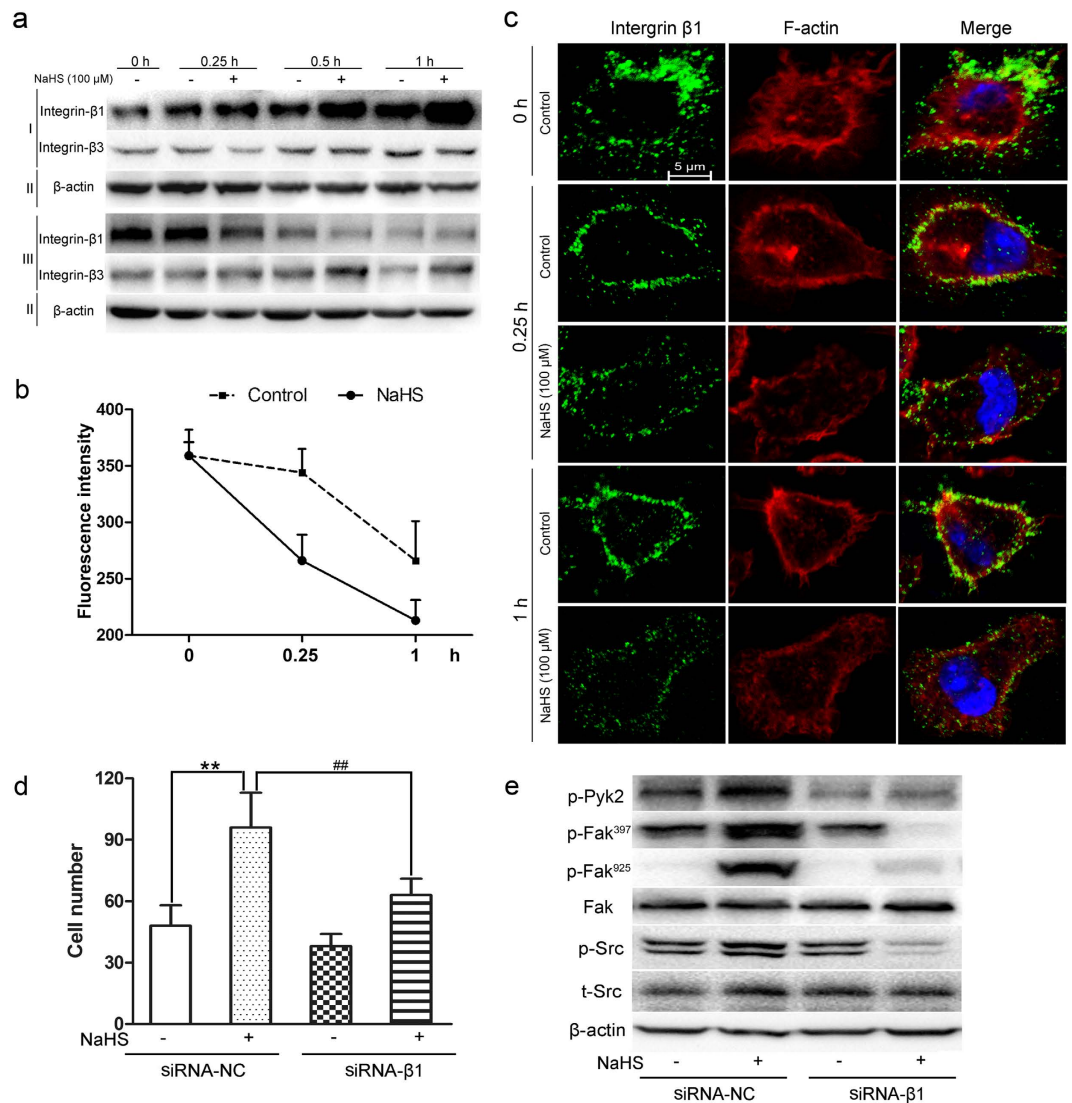 a
0 h 0.25 h 0.5 h 1 h
NaHS (100 μM) - - + - + - +
I
Integrin-β1
Integrin-β3
II
β-actin
III
Integrin-β1
Integrin-β3
II
β-actin
b
Control NaHS
Fluorescence intensity
400
350
300
250
200
0 0.25 1 h
c
Intergrin β1 F-actin Merge
0 h
Control
5 μm
0.25 h
Control
NaHS (100 μM)
1 h
Control
NaHS (100 μM)
d
** ##
Cell number
120
90
60
30
0
NaHS - + - +
siRNA-NC siRNA-β1
e
p-Pyk2
p-Fak397
p-Fak925
Fak
p-Src
t-Src
β-actin
NaHS - + - +
siRNA-NC siRNA-β1